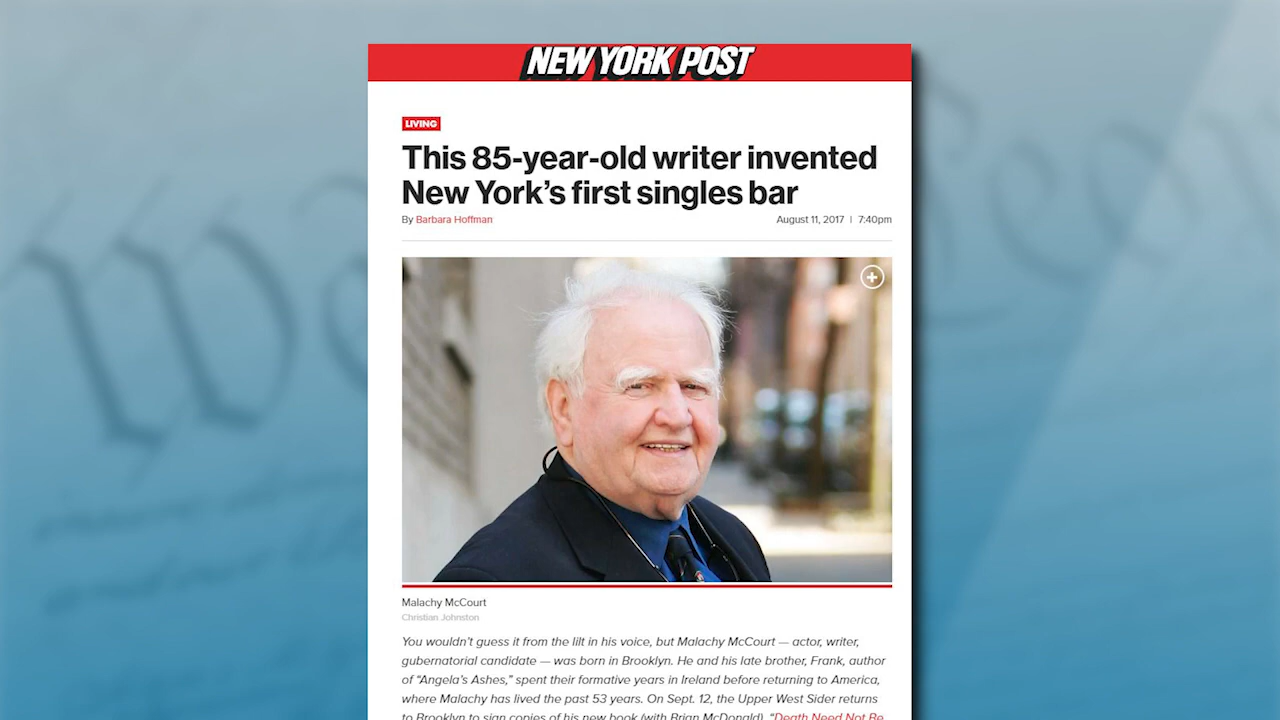 NEW YORK POST
LIVING
This 85-year-old writer invented
New York's first singles bar
By Barbara Hoffman August 11, 2017 | 7:40pm
Malachy McCourt
Christian Johnston
You wouldn't guess it from the lilt in his voice, but Malachy McCourt — actor, writer,
gubernatorial candidate — was born in Brooklyn. He and his late brother, Frank, author
of “Angela's Ashes,” spent their formative years in Ireland before returning to America,
where Malachy has lived the past 53 years. On Sept. 12, the Upper West Sider returns
to Brooklyn to sign copies of his new book (with Brian McDonald), “Death Need Not Be
We